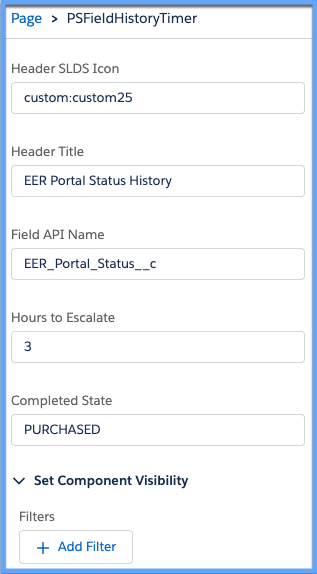 Page > PSFieldHistoryTimer
Header SLDS Icon
custom:custom25
Header Title
EER Portal Status History
Field API Name
EER_Portal_Status__c
Hours to Escalate
3
Completed State
PURCHASED
Set Component Visibility
Filters
+ Add Filter